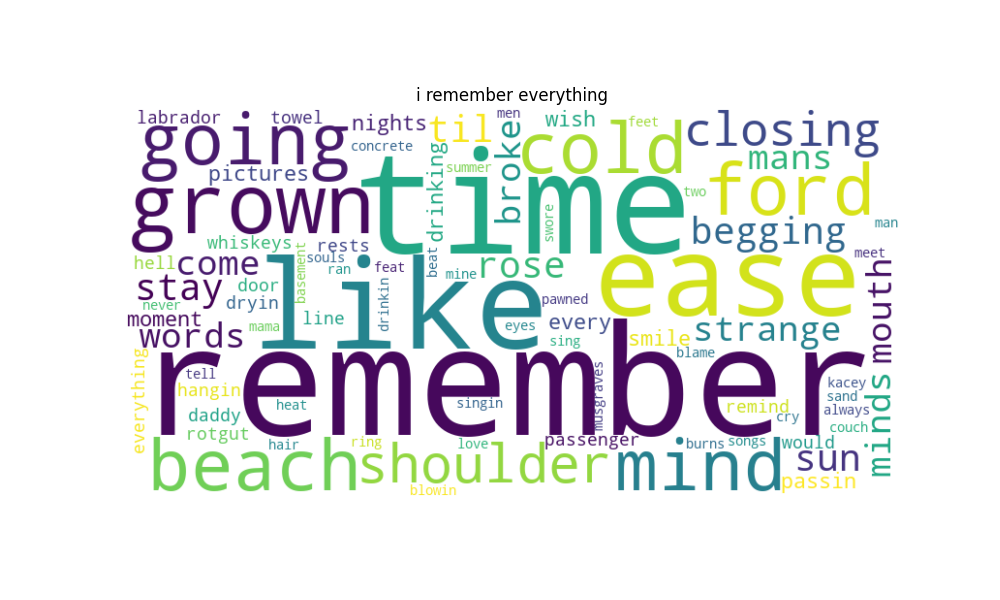 i remember everything
labrador
towel
men
going
nights
til
wish
feet
closing
concrete
cold
drinking
broke
time
summer
mans
pictures
grown
two
ford
swore
man
begging
whiskeys
rests
souls
beat
meet
hell
come
ran
feat
mine
rose
ease
basement
stay
door
dryin
never
like
drinkin
pawned
mouth
moment
words
mama
line
eyes
every
sing
smile
strange
blame
everything
remember
tell
hangin
heat
singin
musgraves
kacey
sand
always
daddy
remind
cry
couch
rotgut
minds
hair
ring
love
passenger
burns
songs
would
beach
shoulder
mind
sun
passin
blowin